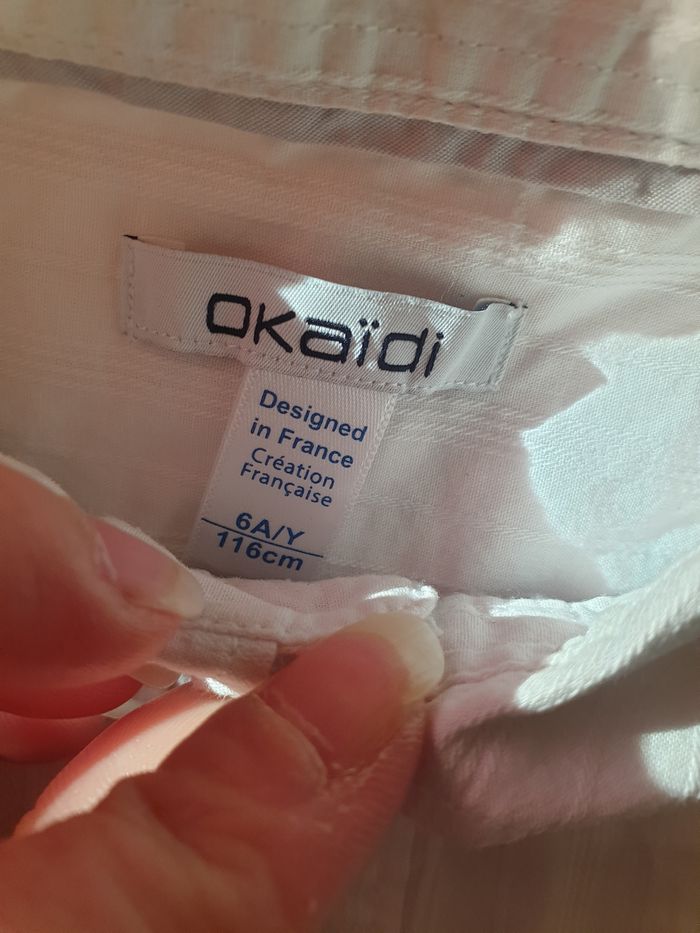 okaïdi
Designed
in France
Création
Française
6A/Y
116cm